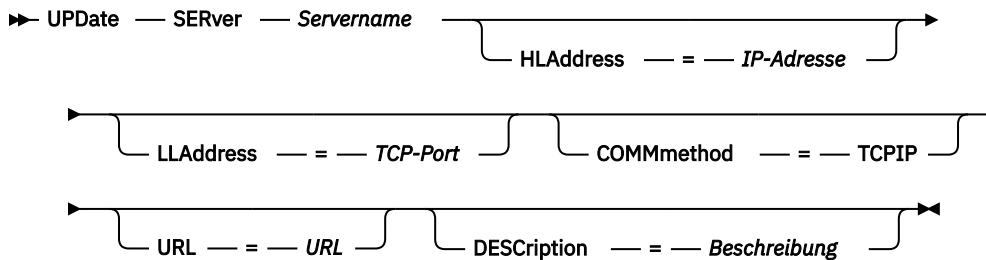 UPDate SERver Servername
HLAddress = IP-Adresse
LLAddress = TCP-Port COMMmethod = TCPIP
URL = URL DESCription = Beschreibung